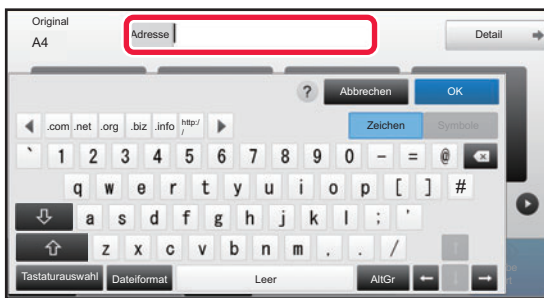 Original
A4
Adresse
Detail
?
Abbrechen
OK
.com .net .org .biz .info http://
Zeichen
Symbole
` 1 2 3 4 5 6 7 8 9 0 - = @
q w e r t y u i o p [ ] #
a s d f g h j k l ; '
z x c v b n m , . /
Tastaturauswahl
Dateiformat
Leer
AltGr